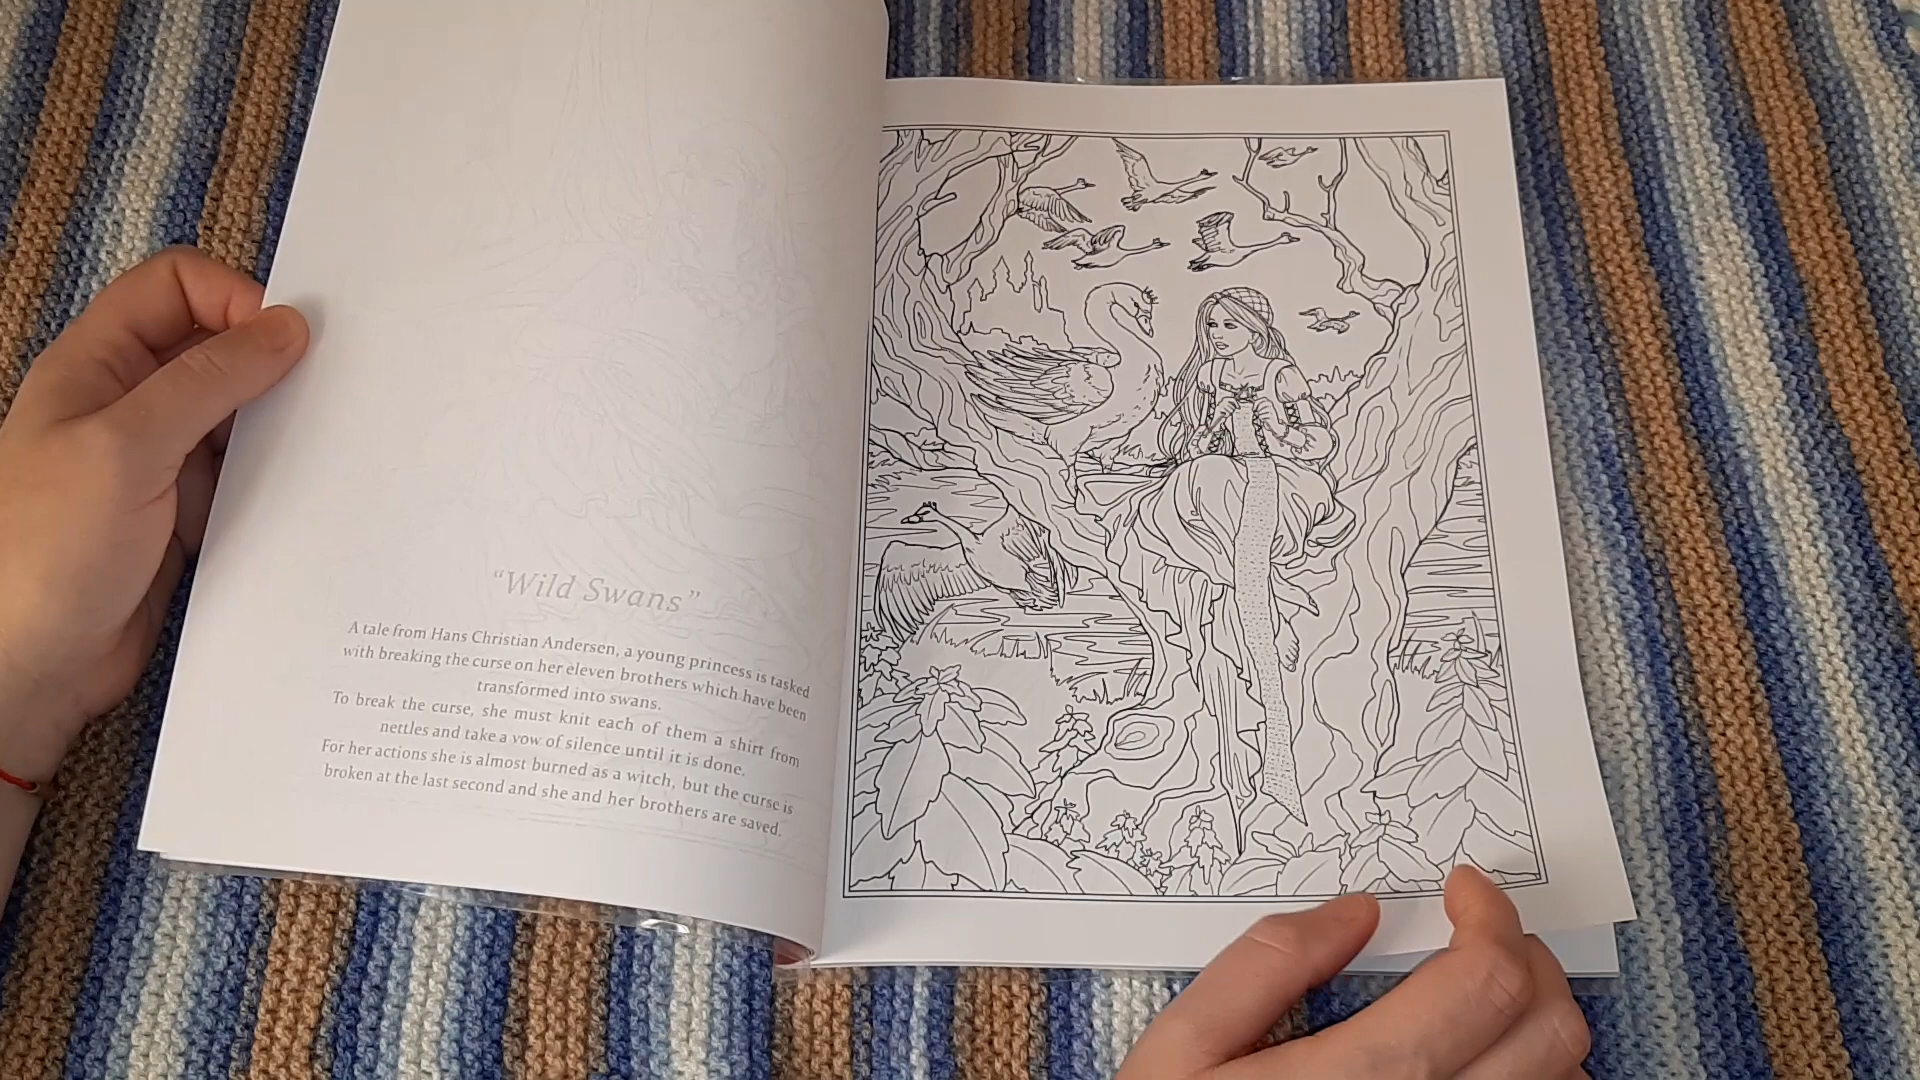 “Wild Swans”
A tale from Hans Christian Andersen, a young princess is tasked
with breaking the curse on her eleven brothers which have been
transformed into swans.
To break the curse, she must knit each of them a shirt from
nettles and take a vow of silence until it is done.
For her actions she is almost burned as a witch, but the curse is
broken at the last second and she and her brothers are saved.